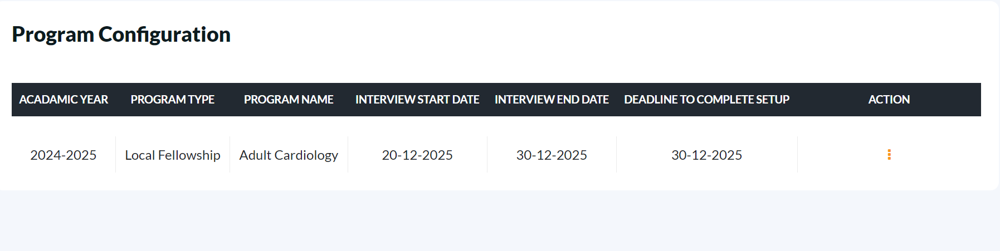 Program Configuration
ACADAMIC YEAR PROGRAM TYPE PROGRAM NAME INTERVIEW START DATE INTERVIEW END DATE DEADLINE TO COMPLETE SETUP ACTION
2024-2025 Local Fellowship Adult Cardiology 20-12-2025 30-12-2025 30-12-2025